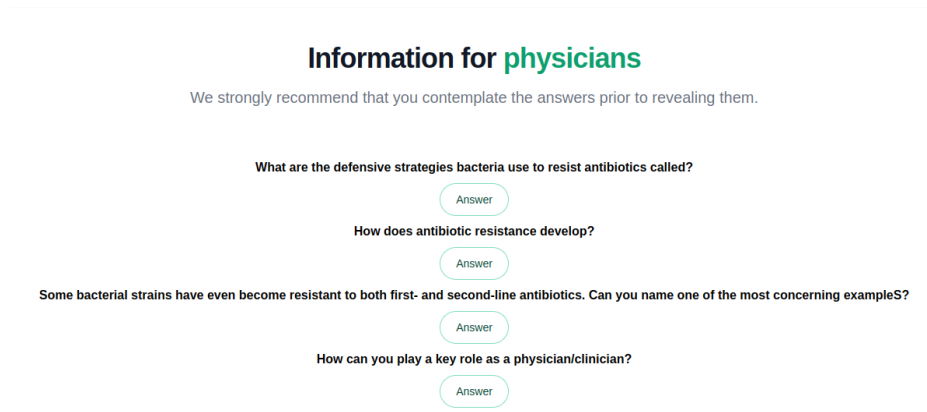 Information for physicians
We strongly recommend that you contemplate the answers prior to revealing them.
What are the defensive strategies bacteria use to resist antibiotics called?
Answer
How does antibiotic resistance develop?
Answer
Some bacterial strains have even become resistant to both first- and second-line antibiotics. Can you name one of the most concerning exampleS?
Answer
How can you play a key role as a physician/clinician?
Answer